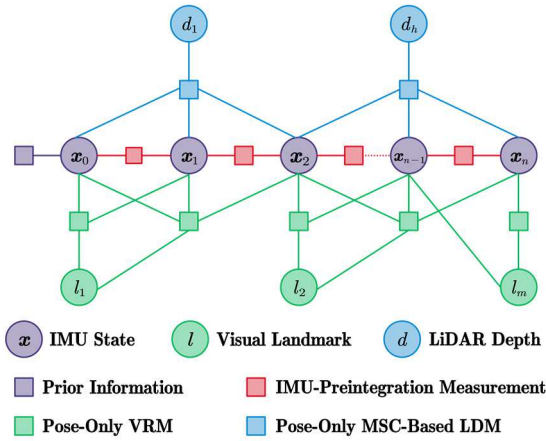 d₁ dₕ
x₀ x₁ x₂ xₙ₋₁ xₙ
l₁ l₂ lₘ
x IMU State l Visual Landmark d LiDAR Depth
Prior Information IMU-Preintegration Measurement
Pose-Only VRM Pose-Only MSC-Based LDM